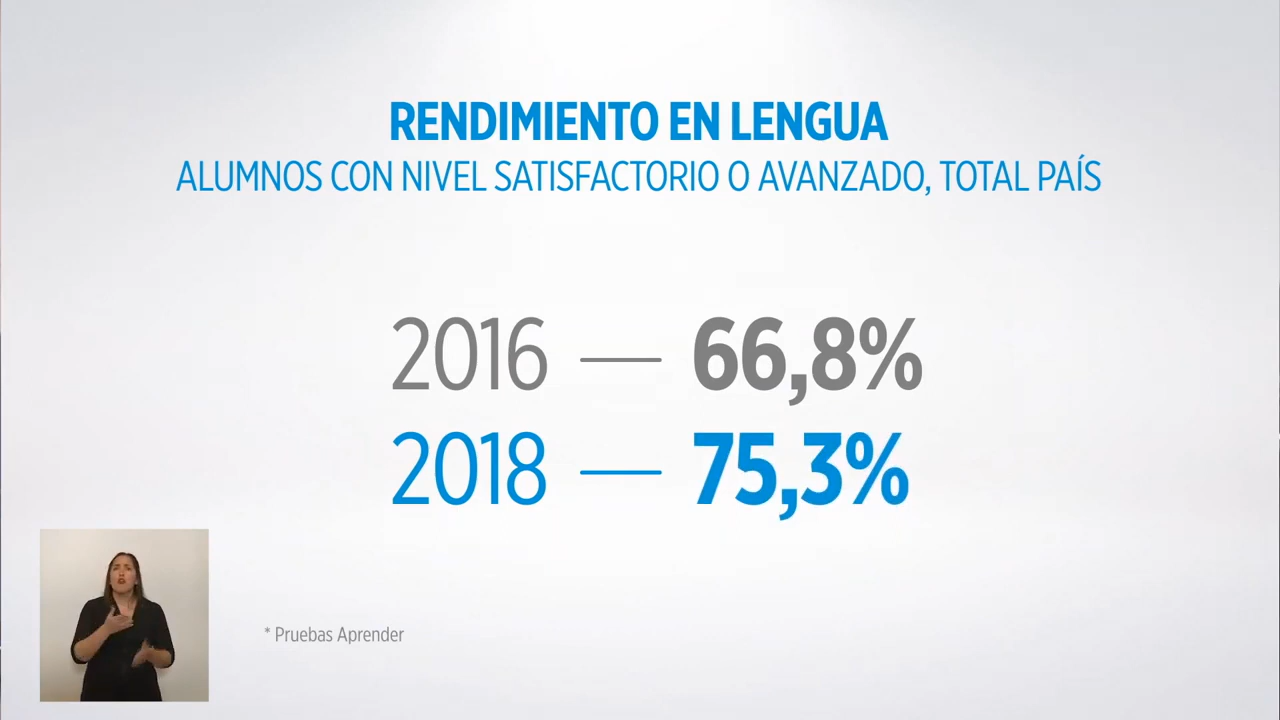 RENDIMIENTO EN LENGUA
ALUMNOS CON NIVEL SATISFACTORIO O AVANZADO, TOTAL PAÍS
2016 — 66,8%
2018 — 75,3%
* Pruebas Aprender